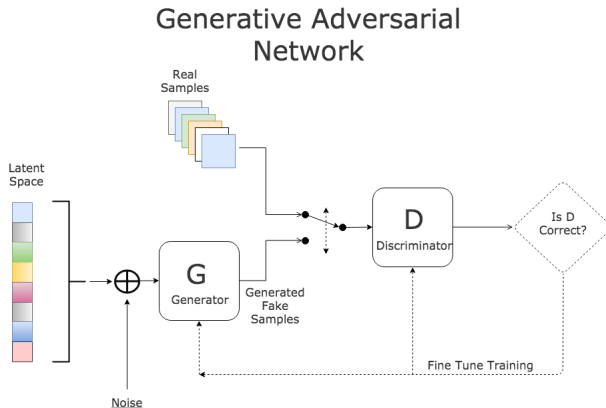 Generative Adversarial
Network
Real
Samples
Latent
Space
G
Generator
Generated
Fake
Samples
D
Discriminator
Is D
Correct?
Fine Tune Training
Noise